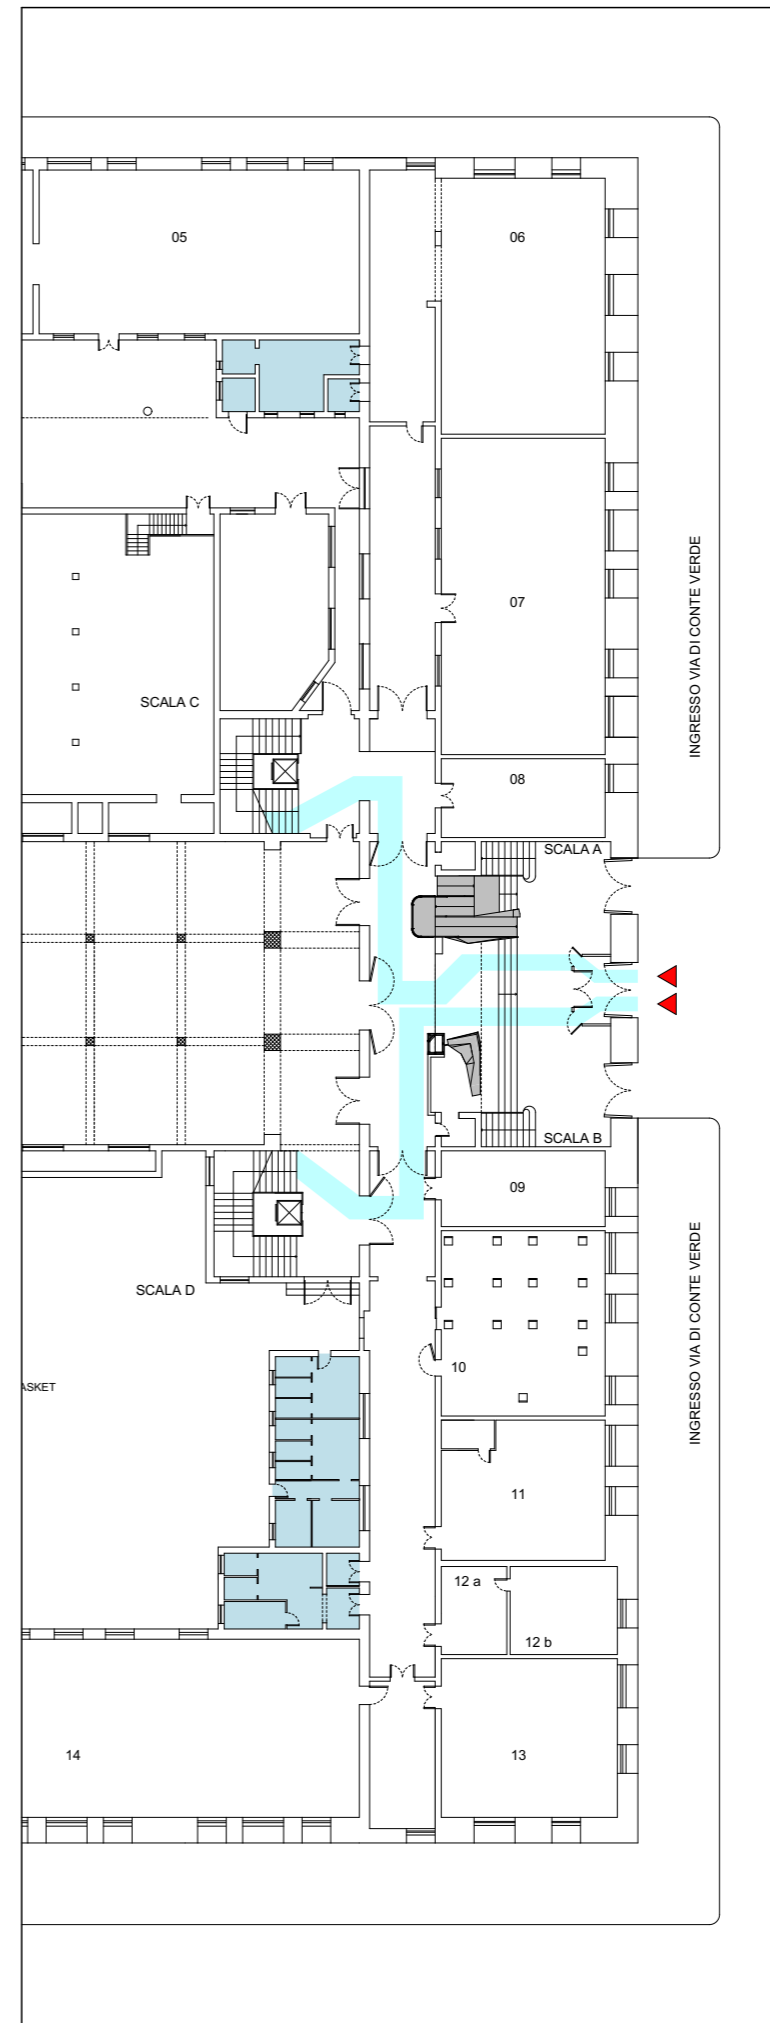 05
06
INGRESSO VIA DI CONTE VERDE
07
SCALA C
08
SCALA A
SCALA B
09
INGRESSO VIA DI CONTE VERDE
SCALA D
10
ASKET
11
12 a
12 b
14
13